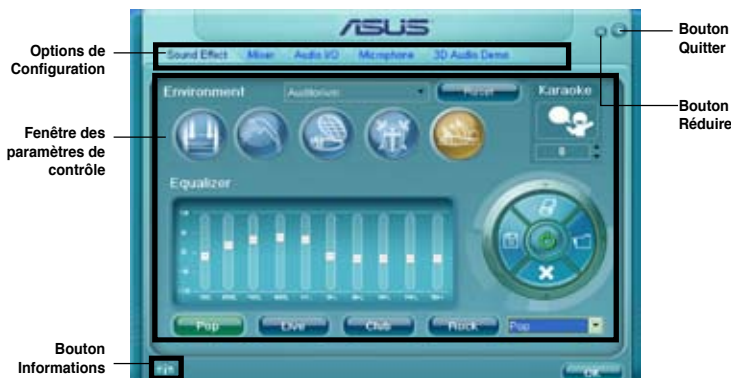 ASUS
Bouton
Quitter
Options de
Configuration
Sound Effect Mixer Audio I/O Microphone 3D Audio Demo
Environment Auditorium Reset Karaoke
Bouton
Réduire
Fenêtre des
paramètres de
contrôle
0
Equalizer
Pop Live Club Rock Pop
Bouton
Informations
OK